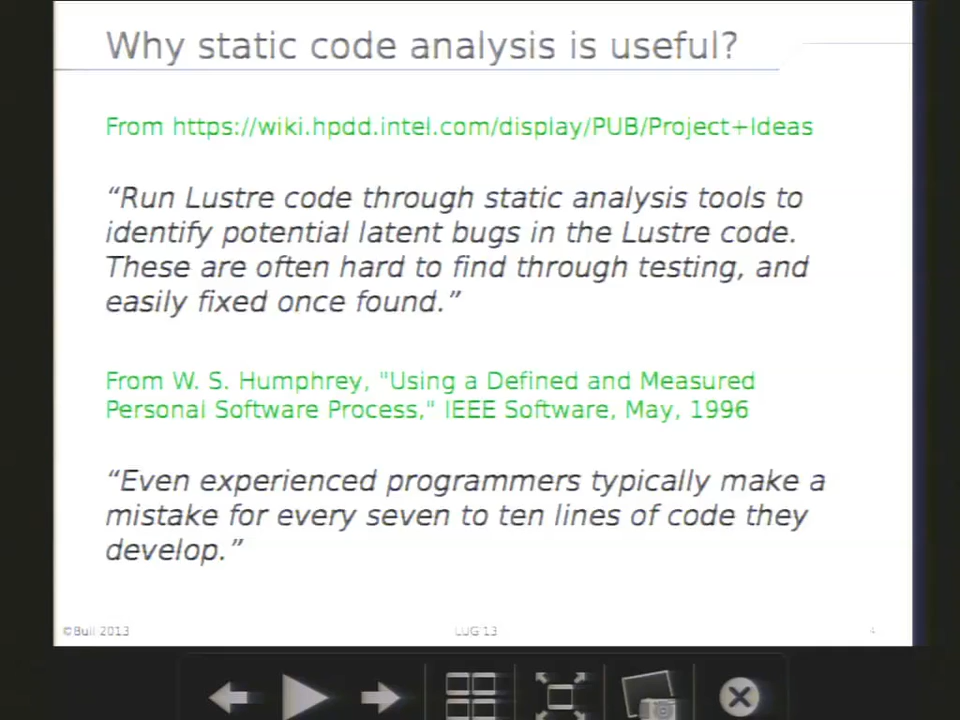 Why static code analysis is useful?
From https://wiki.hpdd.intel.com/display/PUB/Project+Ideas
“Run Lustre code through static analysis tools to
identify potential latent bugs in the Lustre code.
These are often hard to find through testing, and
easily fixed once found.”
From W. S. Humphrey, "Using a Defined and Measured
Personal Software Process," IEEE Software, May, 1996
“Even experienced programmers typically make a
mistake for every seven to ten lines of code they
develop.”
©Bull 2013
LUG 13
4